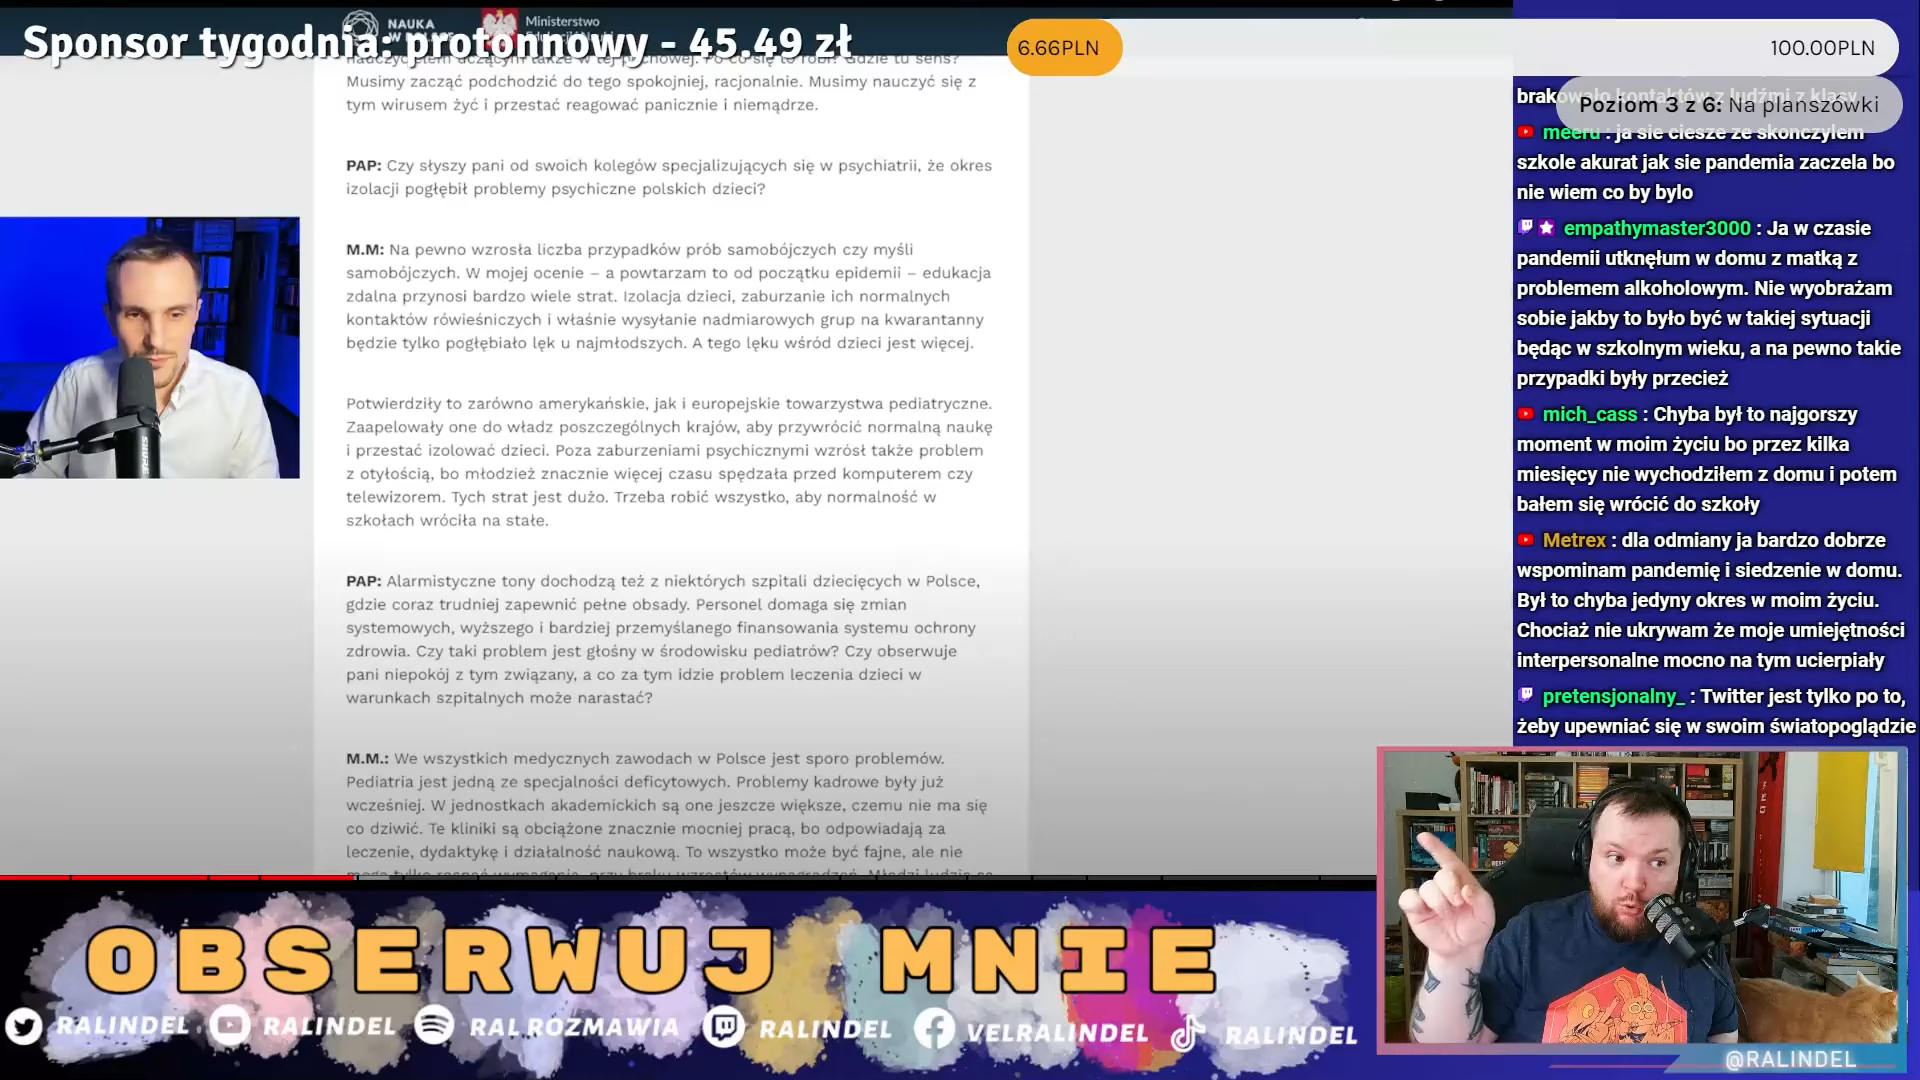 NAUKA
Ministerstwo
Sponsor tygodnia: protonnowy - 45.49 zł
6.66PLN
100.00PLN
Poziom 3 z 6: Na planszówki
Musimy zacząć podchodzić do tego spokojnie, racjonalnie. Musimy nauczyć się z
tym wirusem żyć i przestać reagować panicznie i niemądrze.
PAP: Czy słyszy pani od swoich kolegów specjalizujących się w psychiatrii, że okres
izolacji pogłębił problemy psychiczne polskich dzieci?
M.M: Na pewno wzrosła liczba przypadków prób samobójczych czy myśli
samobójczych. W mojej ocenie – a powtarzam to od początku epidemii – edukacja
zdalna przynosi bardzo wiele strat. Izolacja dzieci, zaburzanie ich normalnych
kontaktów rówieśniczych i właśnie wysyłanie nadmiarowych grup na kwarantanny
będzie tylko pogłębiało lęk u najmłodszych. A tego lęku wśród dzieci jest więcej.
Potwierdziły to zarówno amerykańskie, jak i europejskie towarzystwa pediatryczne.
Zaapelowały one do władz poszczególnych krajów, aby przywrócić normalną naukę
i przestać izolować dzieci. Poza zaburzeniami psychicznymi wzrósł także problem
z otyłością, bo młodzież znacznie więcej czasu spędzała przed komputerem czy
telewizorem. Tych strat jest dużo. Trzeba robić wszystko, aby normalność w
szkołach wróciła na stałe.
PAP: Alarmistyczne tony dochodzą też z niektórych szpitali dziecięcych w Polsce,
gdzie coraz trudniej zapewnić pełne obsady. Personel domaga się zmian
systemowych, wyższego i bardziej przemyślanego finansowania systemu ochrony
zdrowia. Czy taki problem jest głośny w środowisku pediatrów? Czy obserwuje
pani niepokój z tym związany, a co za tym idzie problem leczenia dzieci w
warunkach szpitalnych może narastać?
M.M.: We wszystkich medycznych zawodach w Polsce jest sporo problemów.
Pediatria jest jedną ze specjalności deficytowych. Problemy kadrowe były już
wcześniej. W jednostkach akademickich są one jeszcze większe, czemu nie ma się
co dziwić. Te kliniki są obciążone znacznie mocniej pracą, bo odpowiadają za
leczenie, dydaktykę i działalność naukową. To wszystko może być fajne, ale nie
brakowało kontaktów z ludźmi z klasy
meeru : ja sie ciesze ze skonczylem
szkole akurat jak sie pandemia zaczela bo
nie wiem co by bylo
empathymaster3000 : Ja w czasie
pandemii utknęłum w domu z matką z
problemem alkoholowym. Nie wyobrażam
sobie jakby to było być w takiej sytuacji
będąc w szkolnym wieku, a na pewno takie
przypadki były przecież
mich_cass : Chyba był to najgorszy
moment w moim życiu bo przez kilka
miesięcy nie wychodziłem z domu i potem
bałem się wrócić do szkoły
Metrex : dla odmiany ja bardzo dobrze
wspominam pandemię i siedzenie w domu.
Był to chyba jedyny okres w moim życiu.
Chociaż nie ukrywam że moje umiejętności
interpersonalne mocno na tym ucierpiały
pretensjonalny_ : Twitter jest tylko po to,
żeby upewniać się w swoim światopoglądzie
SHURE
OBSERWUJ MNIE
RALINDEL
RALINDEL
RAL ROZMAWIA
RALINDEL
VELRALINDEL
RALINDEL
@RALINDEL